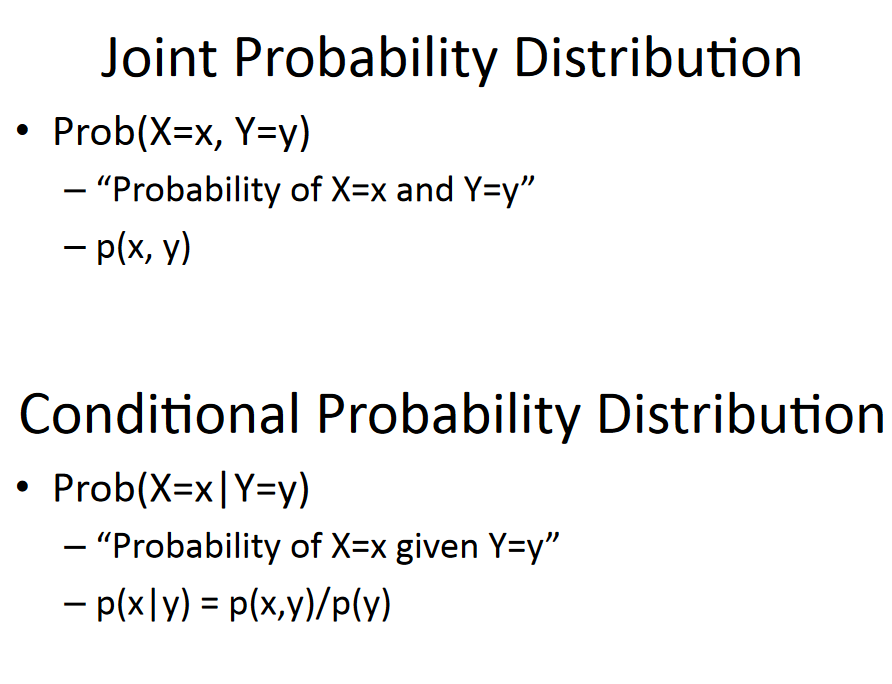 Joint Probability Distribution
• Prob(X=x, Y=y)
– “Probability of X=x and Y=y”
– p(x, y)
Conditional Probability Distribution
• Prob(X=x|Y=y)
– “Probability of X=x given Y=y”
– p(x|y) = p(x,y)/p(y)